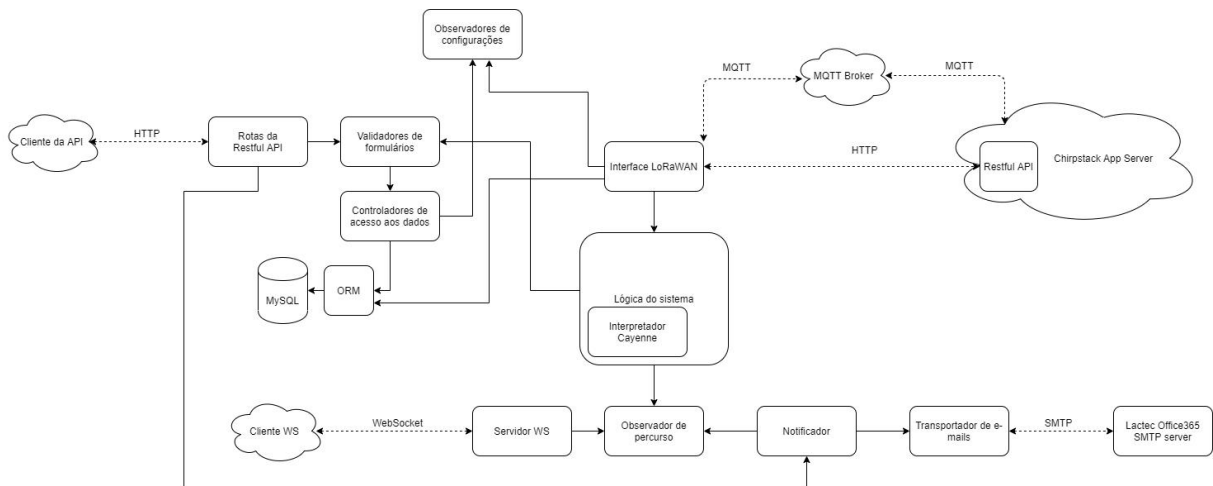 Observadores de
configurações
MQTT
MQTT Broker
MQTT
Cliente da API
HTTP
Rotas da
Restful API
Validadores de
formulários
Interface LoRaWAN
HTTP
Restful API
Chirpstack App Server
Controladores de
acesso aos dados
MySQL
ORM
Lógica do sistema
Interpretador
Cayenne
Cliente WS
WebSocket
Servidor WS
Observador de
percurso
Notificador
Transportador de e-
mails
SMTP
Lactec Office365
SMTP server